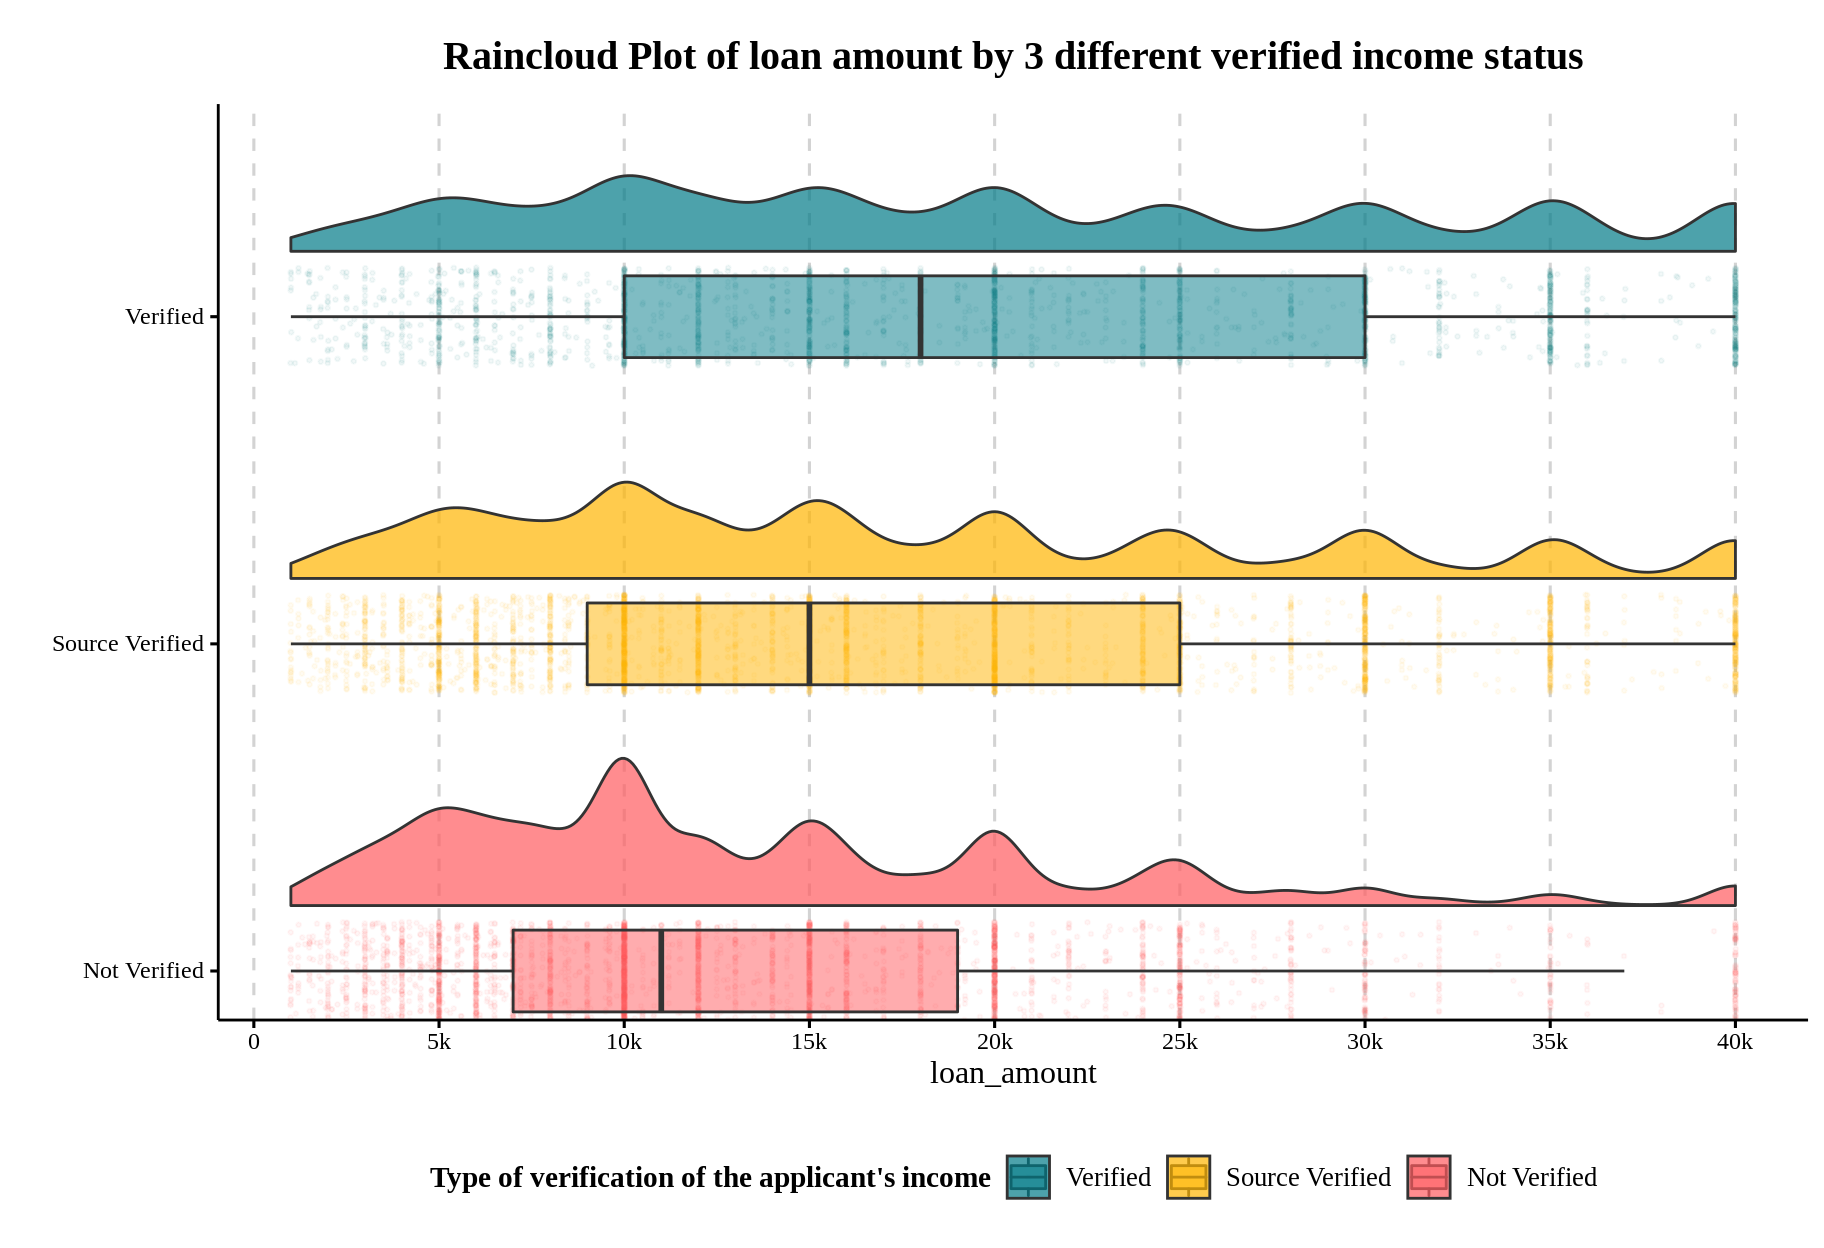 Raincloud Plot of loan amount by 3 different verified income status
Verified
Source Verified
Not Verified
0 5k 10k 15k 20k 25k 30k 35k 40k
loan_amount
Type of verification of the applicant's income Verified Source Verified Not Verified